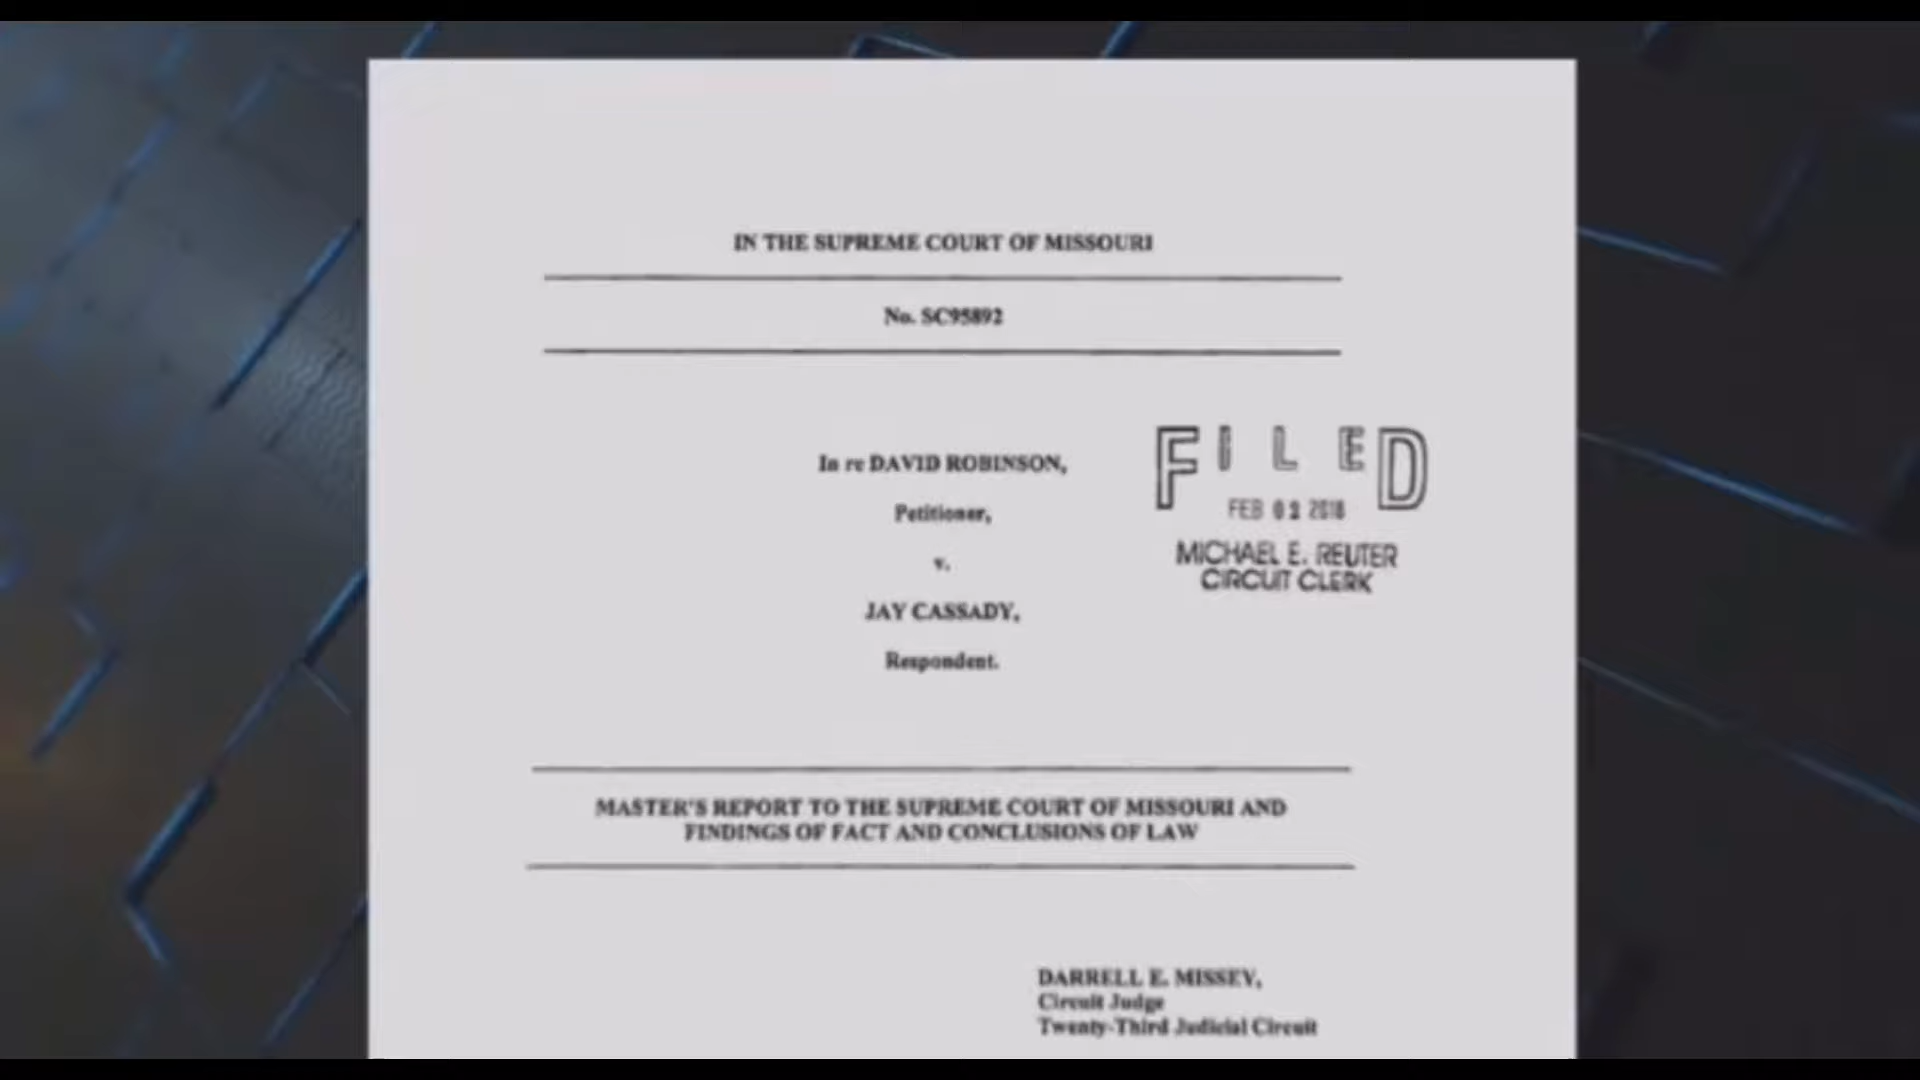 IN THE SUPREME COURT OF MISSOURI
No. SC95892
In re DAVID ROBINSON,
Petitioner,
v.
JAY CASSADY,
Respondent.
FILED
FEB 02 2018
MICHAEL E. REUTER
CIRCUIT CLERK
MASTER'S REPORT TO THE SUPREME COURT OF MISSOURI AND
FINDINGS OF FACT AND CONCLUSIONS OF LAW
DARRELL E. MISSEY,
Circuit Judge
Twenty-Third Judicial Circuit